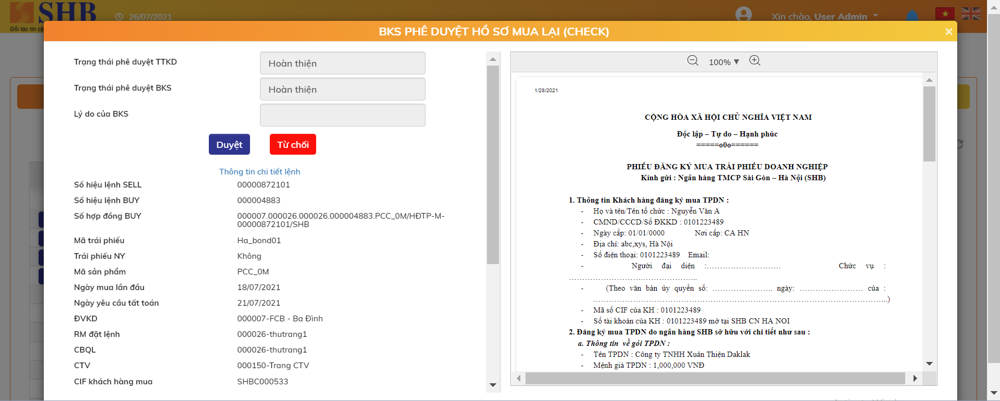 SHB
Đối tác tin cậ
26/07/2021
Xin chào, User Admin
BKS PHÊ DUYỆT HỒ SƠ MUA LẠI (CHECK)
×
Trạng thái phê duyệt TTKD
Hoàn thiện
Trạng thái phê duyệt BKS
Hoàn thiện
Lý do của BKS
Duyệt
Từ chối
Thông tin chi tiết lệnh
Số hiệu lệnh SELL
00000872101
Số hiệu lệnh BUY
000004883
Số hợp đồng BUY
000007.000026.000026.000004883.PCC_0M/HĐTP-M-
00000872101/SHB
Mã trái phiếu
Ha_bond01
Trái phiếu NY
Không
Mã sản phẩm
PCC_0M
Ngày mua lần đầu
18/07/2021
Ngày yêu cầu tất toán
21/07/2021
ĐVKD
000007-FCB - Ba Đình
RM đặt lệnh
000026-thutrang1
CBQL
000026-thutrang1
CTV
000150-Trang CTV
CIF khách hàng mua
SHBC000533
100% ▼
1/28/2021
CỘNG HÒA XÃ HỘI CHỦ NGHĨA VIỆT NAM
Độc lập – Tự do – Hạnh phúc
=====o0o======
PHIẾU ĐĂNG KÝ MUA TRÁI PHIẾU DOANH NGHIỆP
Kính gửi : Ngân hàng TMCP Sài Gòn – Hà Nội (SHB)
1. Thông tin Khách hàng đăng ký mua TPDN :
- Họ và tên/Tên tổ chức : Nguyễn Văn A
- CMND/CCCD/Số ĐKKD : 0101223489
- Ngày cấp: 01/01/0000 Nơi cấp: CA HN
- Địa chỉ: abc,xys, Hà Nội
- Số điện thoại: 0101223489 Email:
- Người đại diện :………………………. Chức vụ :
…………………….………………...
- (Theo văn bản ủy quyền số: ………………….. ngày: …………………… của :
…………………………………………………………………………………………………...)
- Mã số CIF của KH : 0101223489
- Số tài khoản của KH : 0101223489 mở tại SHB CN HA NOI
2. Đăng ký mua TPDN do ngân hàng SHB sở hữu với chi tiết như sau :
a. Thông tin về gói TPDN :
- Tên TPDN : Công ty TNHH Xuân Thiện Daklak
- Mệnh giá TPDN : 1,000,000 VNĐ